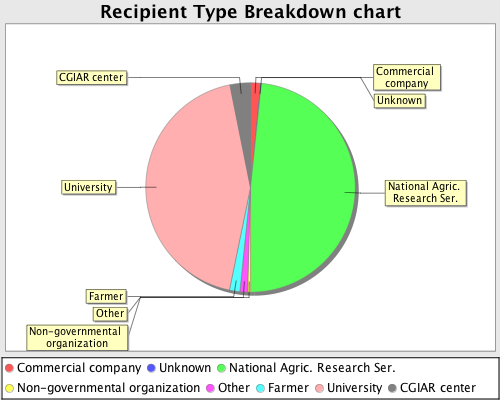 Recipient Type Breakdown chart
CGIAR center
Commercial
company
Unknown
University
National Agric.
Research Ser.
Farmer
Other
Non-governmental
organization
Commercial company Unknown National Agric. Research Ser.
Non-governmental organization Other Farmer University CGIAR center